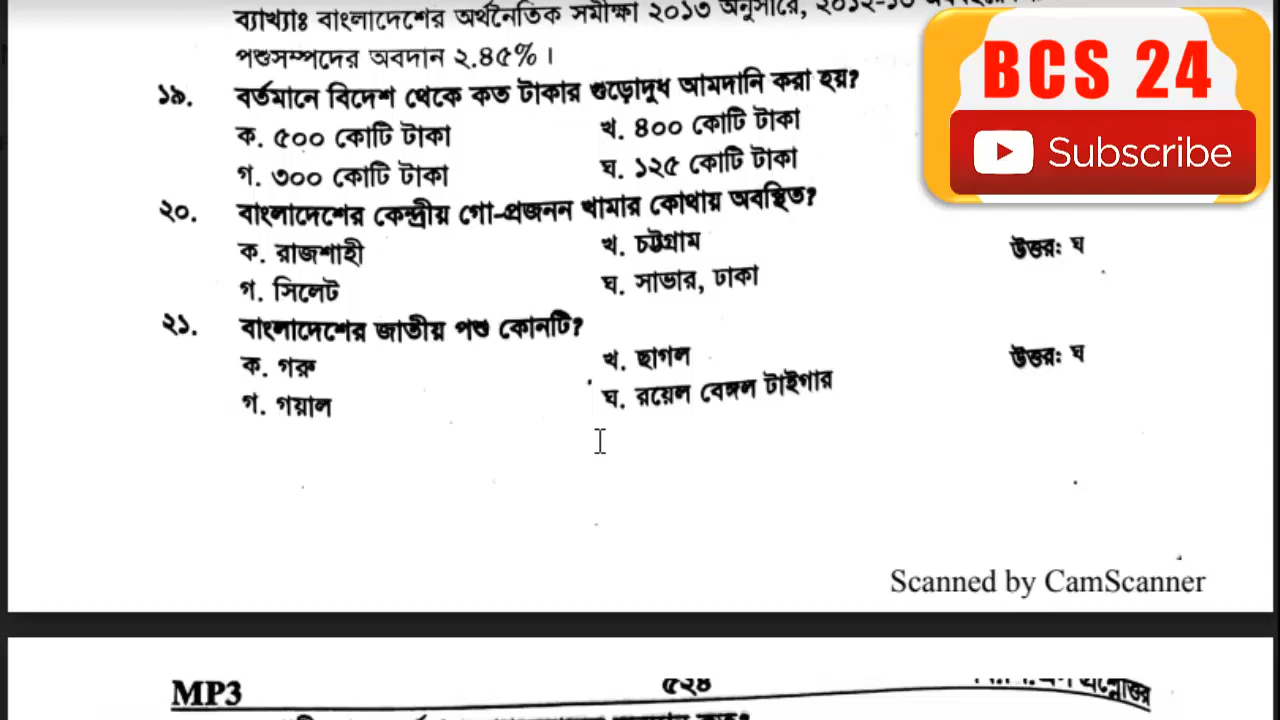 ব্যাখ্যাঃ বাংলাদেশের অর্থনৈতিক সমীক্ষা ২০১৩ অনুসারে, ২০১২-১৩
পশুসম্পদের অবদান ২.৪৫%।
১৯. বর্তমানে বিদেশ থেকে কত টাকার গুড়োদুধ আমদানি করা হয়?
ক. ৫০০ কোটি টাকা খ. ৪০০ কোটি টাকা
গ. ৩০০ কোটি টাকা ঘ. ১২৫ কোটি টাকা
২০. বাংলাদেশের কেন্দ্রীয় গো-প্রজনন খামার কোথায় অবস্থিত?
ক. রাজশাহী খ. চট্টগ্রাম উত্তরঃ ঘ
গ. সিলেট ঘ. সাভার, ঢাকা
২১. বাংলাদেশের জাতীয় পশু কোনটি?
ক. গরু খ. ছাগল উত্তরঃ ঘ
গ. গয়াল ঘ. রয়েল বেঙ্গল টাইগার
BCS 24
Subscribe
Scanned by CamScanner
MP3 ৫২৪